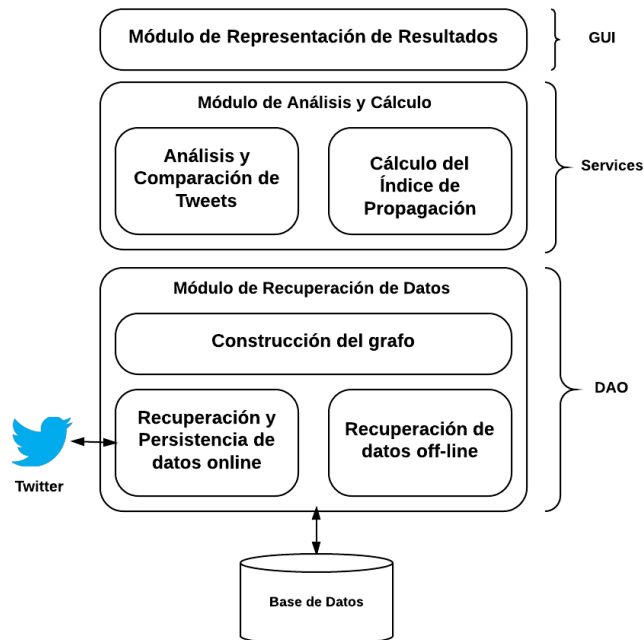 Módulo de Representación de Resultados
GUI
Módulo de Análisis y Cálculo
Análisis y
Comparación de
Tweets
Cálculo del
Índice de
Propagación
Services
Módulo de Recuperación de Datos
Construcción del grafo
Recuperación y
Persistencia de
datos online
Recuperación de
datos off-line
DAO
Twitter
Base de Datos